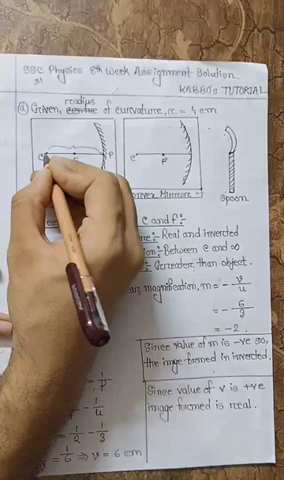 SSC Physics 8th Week Assignment Solution
KABBO'S TUTORIAL
radius
a) Given, centre of curvature, r = 4 cm
C F P C F
Convex Mirror
Spoon
C and F :-
Real and inverted
Between C and ∞
Greater than object.
magnification, m = - v/u
= - 6/3
= -2.
Since value of m is -ve so,
the image formed in inverted.
Since value of v is +ve
image formed is real.
= 1/f
- 1/u
= 1/2 - 1/3
= 1/6 ⇒ v = 6 cm